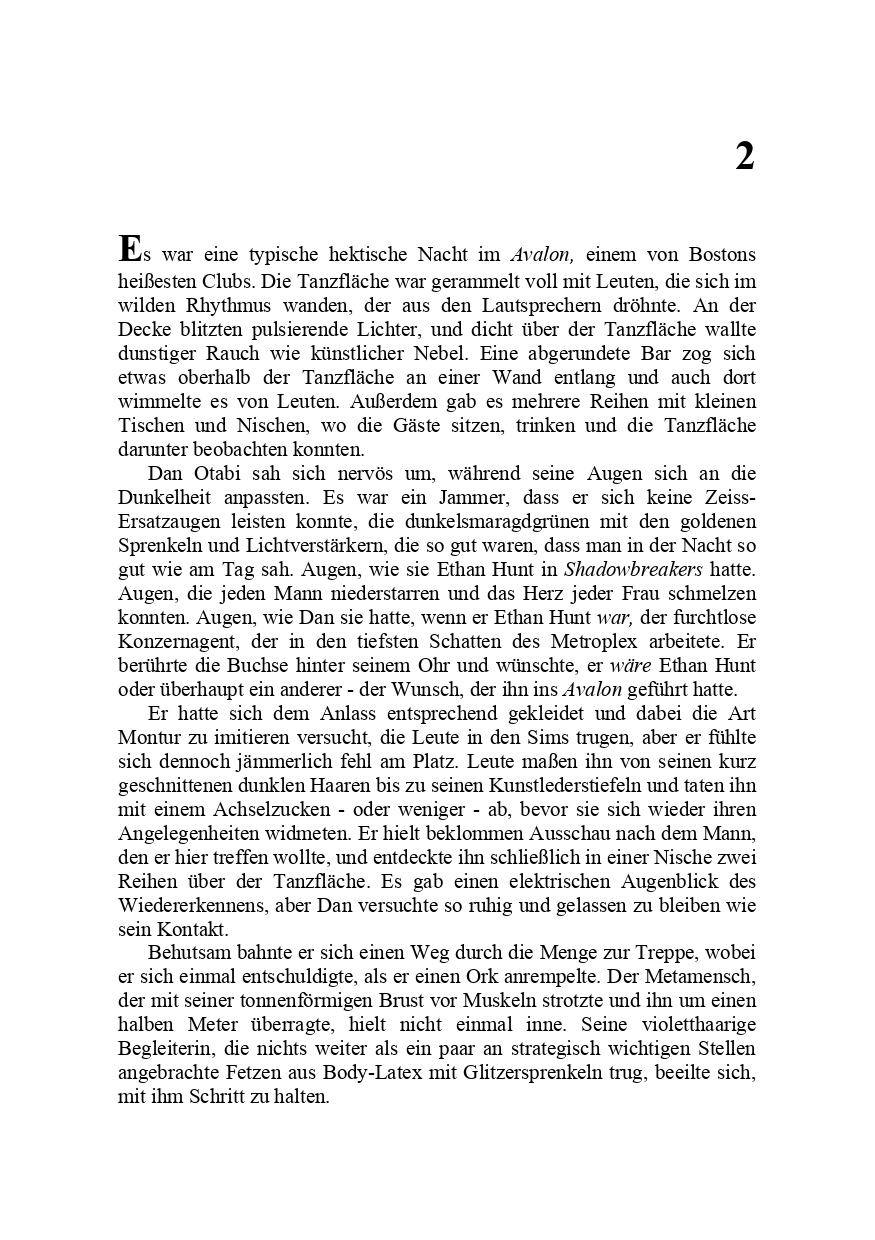 2
Es war eine typische hektische Nacht im Avalon, einem von Bostons
heißesten Clubs. Die Tanzfläche war gerammelt voll mit Leuten, die sich im
wilden Rhythmus wanden, der aus den Lautsprechern dröhnte. An der
Decke blitzten pulsierende Lichter, und dicht über der Tanzfläche wallte
dunstiger Rauch wie künstlicher Nebel. Eine abgerundete Bar zog sich
etwas oberhalb der Tanzfläche an einer Wand entlang und auch dort
wimmelte es von Leuten. Außerdem gab es mehrere Reihen mit kleinen
Tischen und Nischen, wo die Gäste sitzen, trinken und die Tanzfläche
darunter beobachten konnten.
Dan Otabi sah sich nervös um, während seine Augen sich an die
Dunkelheit anpassten. Es war ein Jammer, dass er sich keine Zeiss-
Ersatzaugen leisten konnte, die dunkelsmaragdgrünen mit den goldenen
Sprenkeln und Lichtverstärkern, die so gut waren, dass man in der Nacht so
gut wie am Tag sah. Augen, wie sie Ethan Hunt in Shadowbreakers hatte.
Augen, die jeden Mann niederstarren und das Herz jeder Frau schmelzen
konnten. Augen, wie Dan sie hatte, wenn er Ethan Hunt war, der furchtlose
Konzernagent, der in den tiefsten Schatten des Metroplex arbeitete. Er
berührte die Buchse hinter seinem Ohr und wünschte, er wäre Ethan Hunt
oder überhaupt ein anderer - der Wunsch, der ihn ins Avalon geführt hatte.
Er hatte sich dem Anlass entsprechend gekleidet und dabei die Art
Montur zu imitieren versucht, die Leute in den Sims trugen, aber er fühlte
sich dennoch jämmerlich fehl am Platz. Leute maßen ihn von seinen kurz
geschnittenen dunklen Haaren bis zu seinen Kunstlederstiefeln und taten ihn
mit einem Achselzucken - oder weniger - ab, bevor sie sich wieder ihren
Angelegenheiten widmeten. Er hielt beklommen Ausschau nach dem Mann,
den er hier treffen wollte, und entdeckte ihn schließlich in einer Nische zwei
Reihen über der Tanzfläche. Es gab einen elektrischen Augenblick des
Wiedererkennens, aber Dan versuchte so ruhig und gelassen zu bleiben wie
sein Kontakt.
Behutsam bahnte er sich einen Weg durch die Menge zur Treppe, wobei
er sich einmal entschuldigte, als er einen Ork anrempelte. Der Metamensch,
der mit seiner tonnenförmigen Brust vor Muskeln strotzte und ihn um einen
halben Meter überragte, hielt nicht einmal inne. Seine violetthaarige
Begleiterin, die nichts weiter als ein paar an strategisch wichtigen Stellen
angebrachte Fetzen aus Body-Latex mit Glitzersprenkeln trug, beeilte sich,
mit ihm Schritt zu halten.